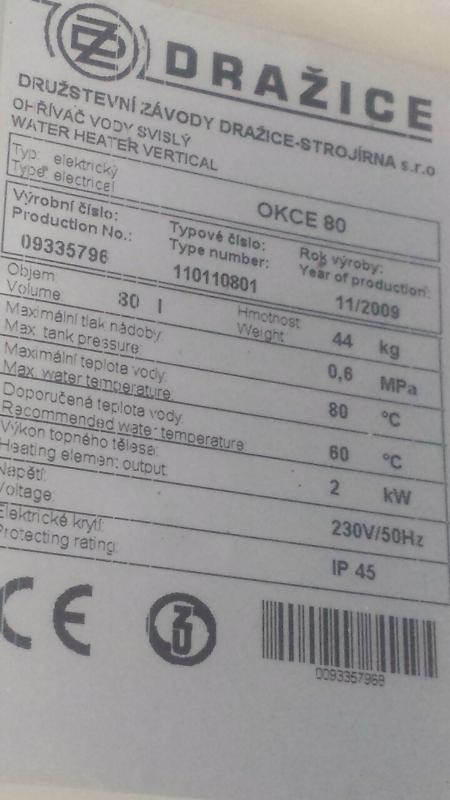 DZ DRAŽICE
DRUŽSTEVNÍ ZÁVODY DRAŽICE-STROJÍRNA s.r.o
OHŘÍVAČ VODY SVISLÝ
WATER HEATER VERTICAL
Typ: elektrický
Type: electrical
OKCE 80
Výrobní číslo: Typové číslo: Rok výroby:
Production No.: Type number: Year of production:
09335796 110110801 11/2009
Objem: Hmotnost
Volume: 80 l Weight 44 kg
Maximální tlak nádoby:
Max. tank pressure: 0,6 MPa
Maximální teplota vody:
Max. water temperature: 80 °C
Doporučená teplota vody:
Recommended water temperature 60 °C
Výkon topného tělesa:
Heating element output: 2 kW
Napětí:
Voltage: 230V/50Hz
Elektrické krytí:
Protecting rating: IP 45
CE
0093357968